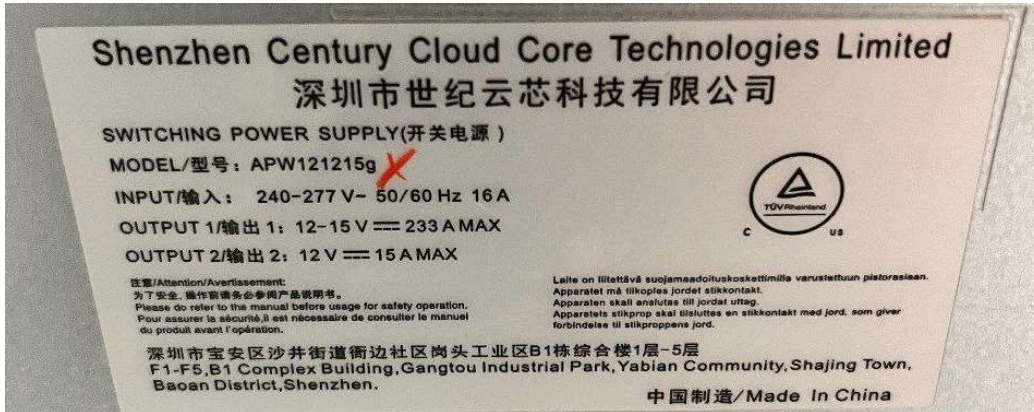 Shenzhen Century Cloud Core Technologies Limited
深圳市世纪云芯科技有限公司
SWITCHING POWER SUPPLY(开关电源)
MODEL/型号: APW121215g
INPUT/输入: 240-277 V~ 50/60 Hz 16 A
OUTPUT 1/输出 1: 12-15 V ⎓ 233 A MAX
OUTPUT 2/输出 2: 12 V ⎓ 15 A MAX
TÜVRheinland
C US
注意/Attention/Avertissement:
为了安全, 操作前请务必参阅产品说明书。
Please do refer to the manual before usage for safety operation.
Pour assurer la sécurité,il est nécessaire de consulter le manuel
du produit avant l'opération.
Laite on liitettävä suojamaadoituskoskettimilla varustettuun pistorasiaan.
Apparatet må tilkoples jordet stikkontakt.
Apparaten skall anslutas till jordat uttag.
Apparatets stikprop skal tilsluttes en stikkontakt med jord, som giver
forbindelse til stikproppens jord.
深圳市宝安区沙井街道衙边社区岗头工业区B1栋综合楼1层-5层
F1-F5,B1 Complex Building,Gangtou Industrial Park,Yabian Community,Shajing Town,
Baoan District,Shenzhen.
中国制造/Made In China